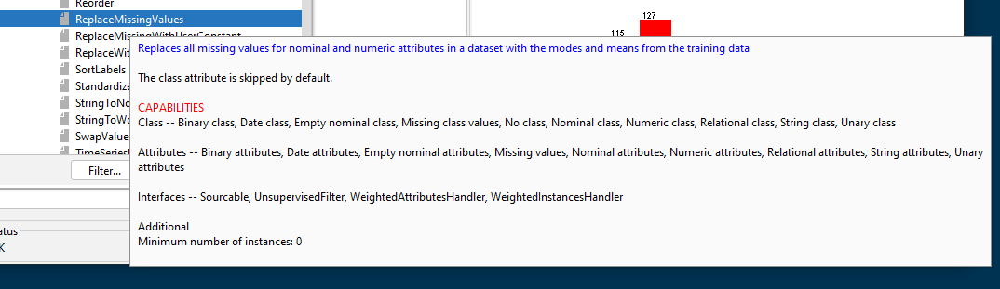 Reorder
127
ReplaceMissingValues
ReplaceMissingWithUserConstant
115
Replaces all missing values for nominal and numeric attributes in a dataset with the modes and means from the training data
ReplaceWit
SortLabels
The class attribute is skipped by default.
Standardize
StringToNo
CAPABILITIES
StringToWo
Class -- Binary class, Date class, Empty nominal class, Missing class values, No class, Nominal class, Numeric class, Relational class, String class, Unary class
SwapValue
TimeSeries
Attributes -- Binary attributes, Date attributes, Empty nominal attributes, Missing values, Nominal attributes, Numeric attributes, Relational attributes, String attributes, Unary
attributes
Filter...
Interfaces -- Sourcable, UnsupervisedFilter, WeightedAttributesHandler, WeightedInstancesHandler
Additional
atus
Minimum number of instances: 0
K